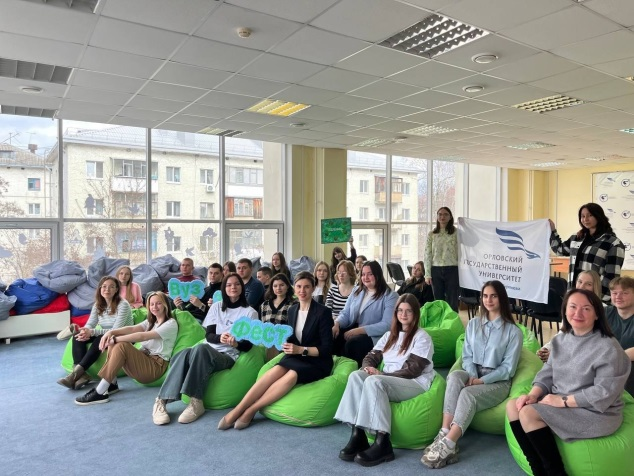 ВУЗ
ФЕСТ
ОРЛОВСКИЙ
ГОСУДАРСТВЕННЫЙ
УНИВЕРСИТЕТ